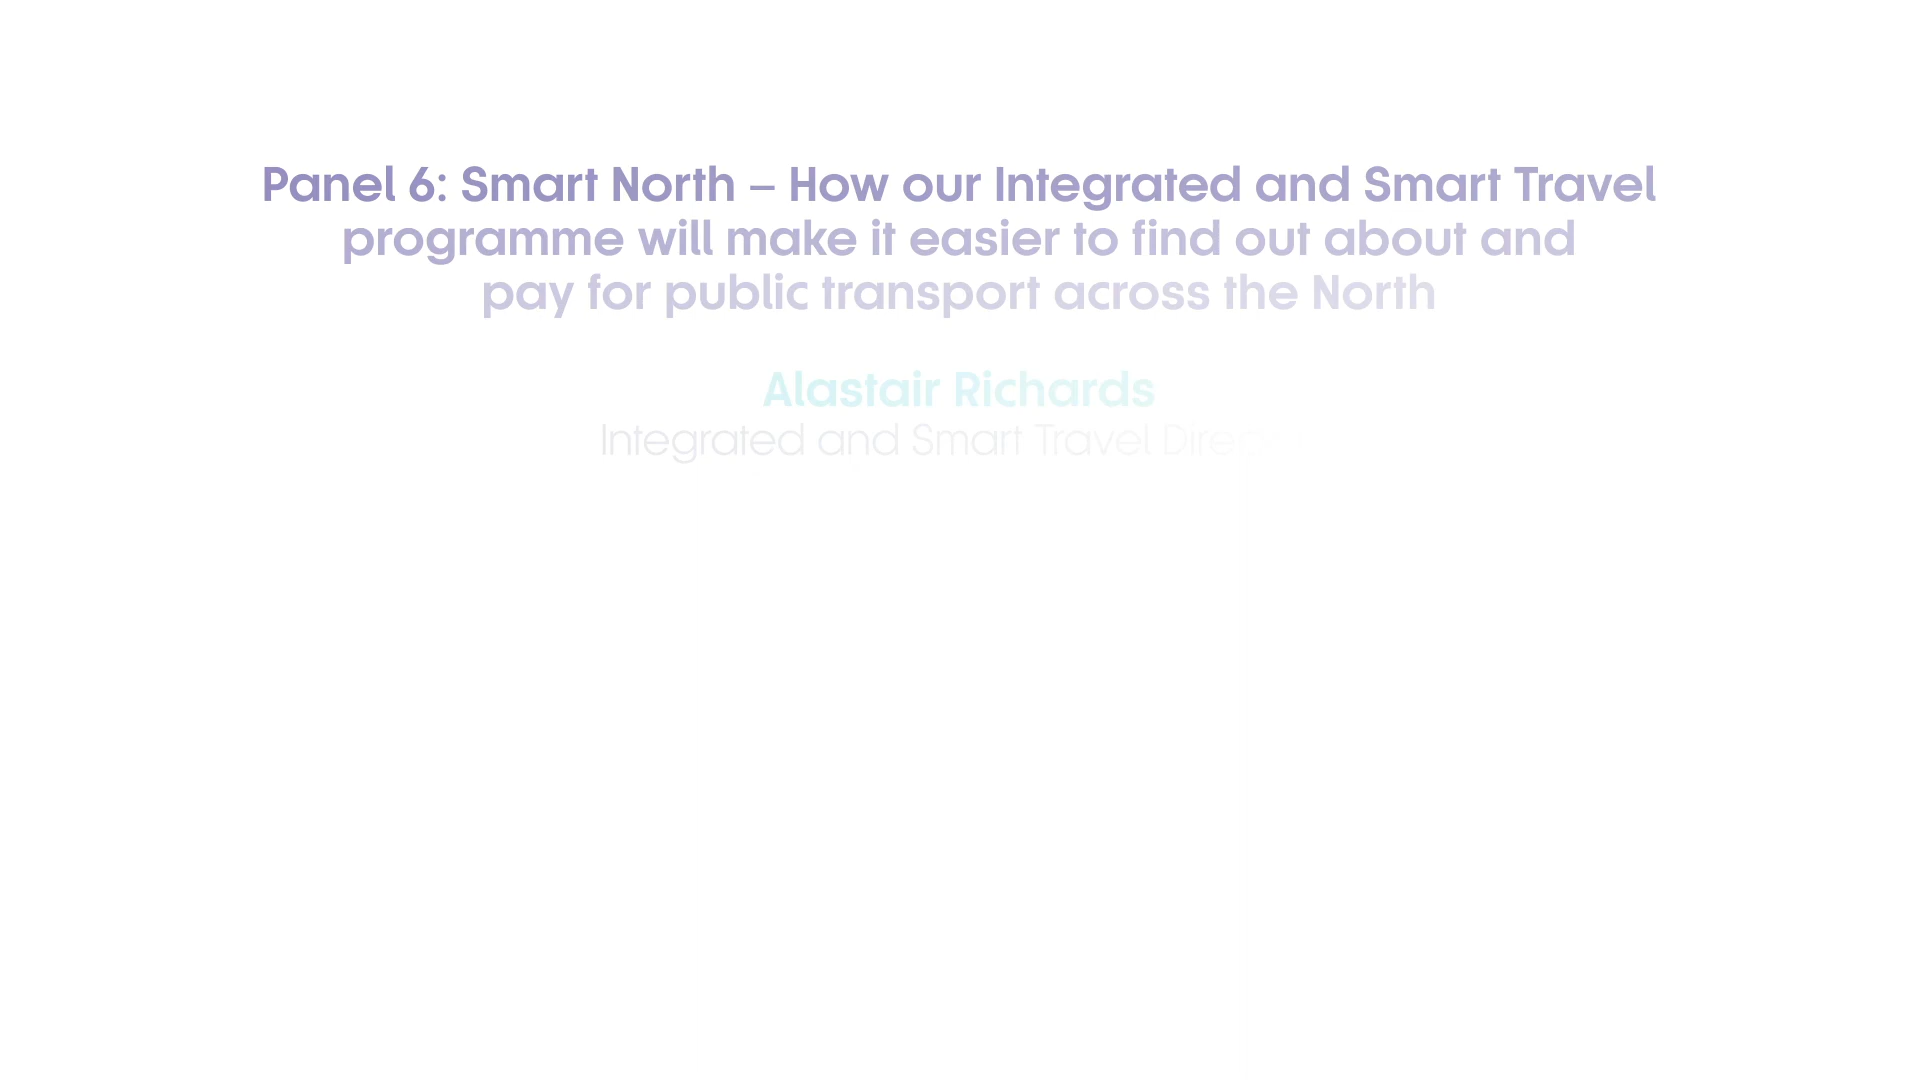 Panel 6: Smart North – How our Integrated and Smart Travel
programme will make it easier to find out about and
pay for public transport across the North
Alastair Richards
Integrated and Smart Travel